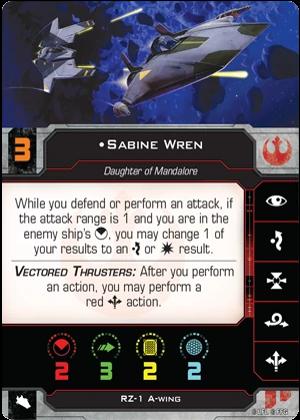 3
•Sabine Wren
Daughter of Mandalore
While you defend or perform an attack, if
the attack range is 1 and you are in the
enemy ship's , you may change 1 of
your results to an or result.
Vectored Thrusters: After you perform
an action, you may perform a
red action.
2 3 2 2
RZ-1 A-wing
©LFL ©FFG